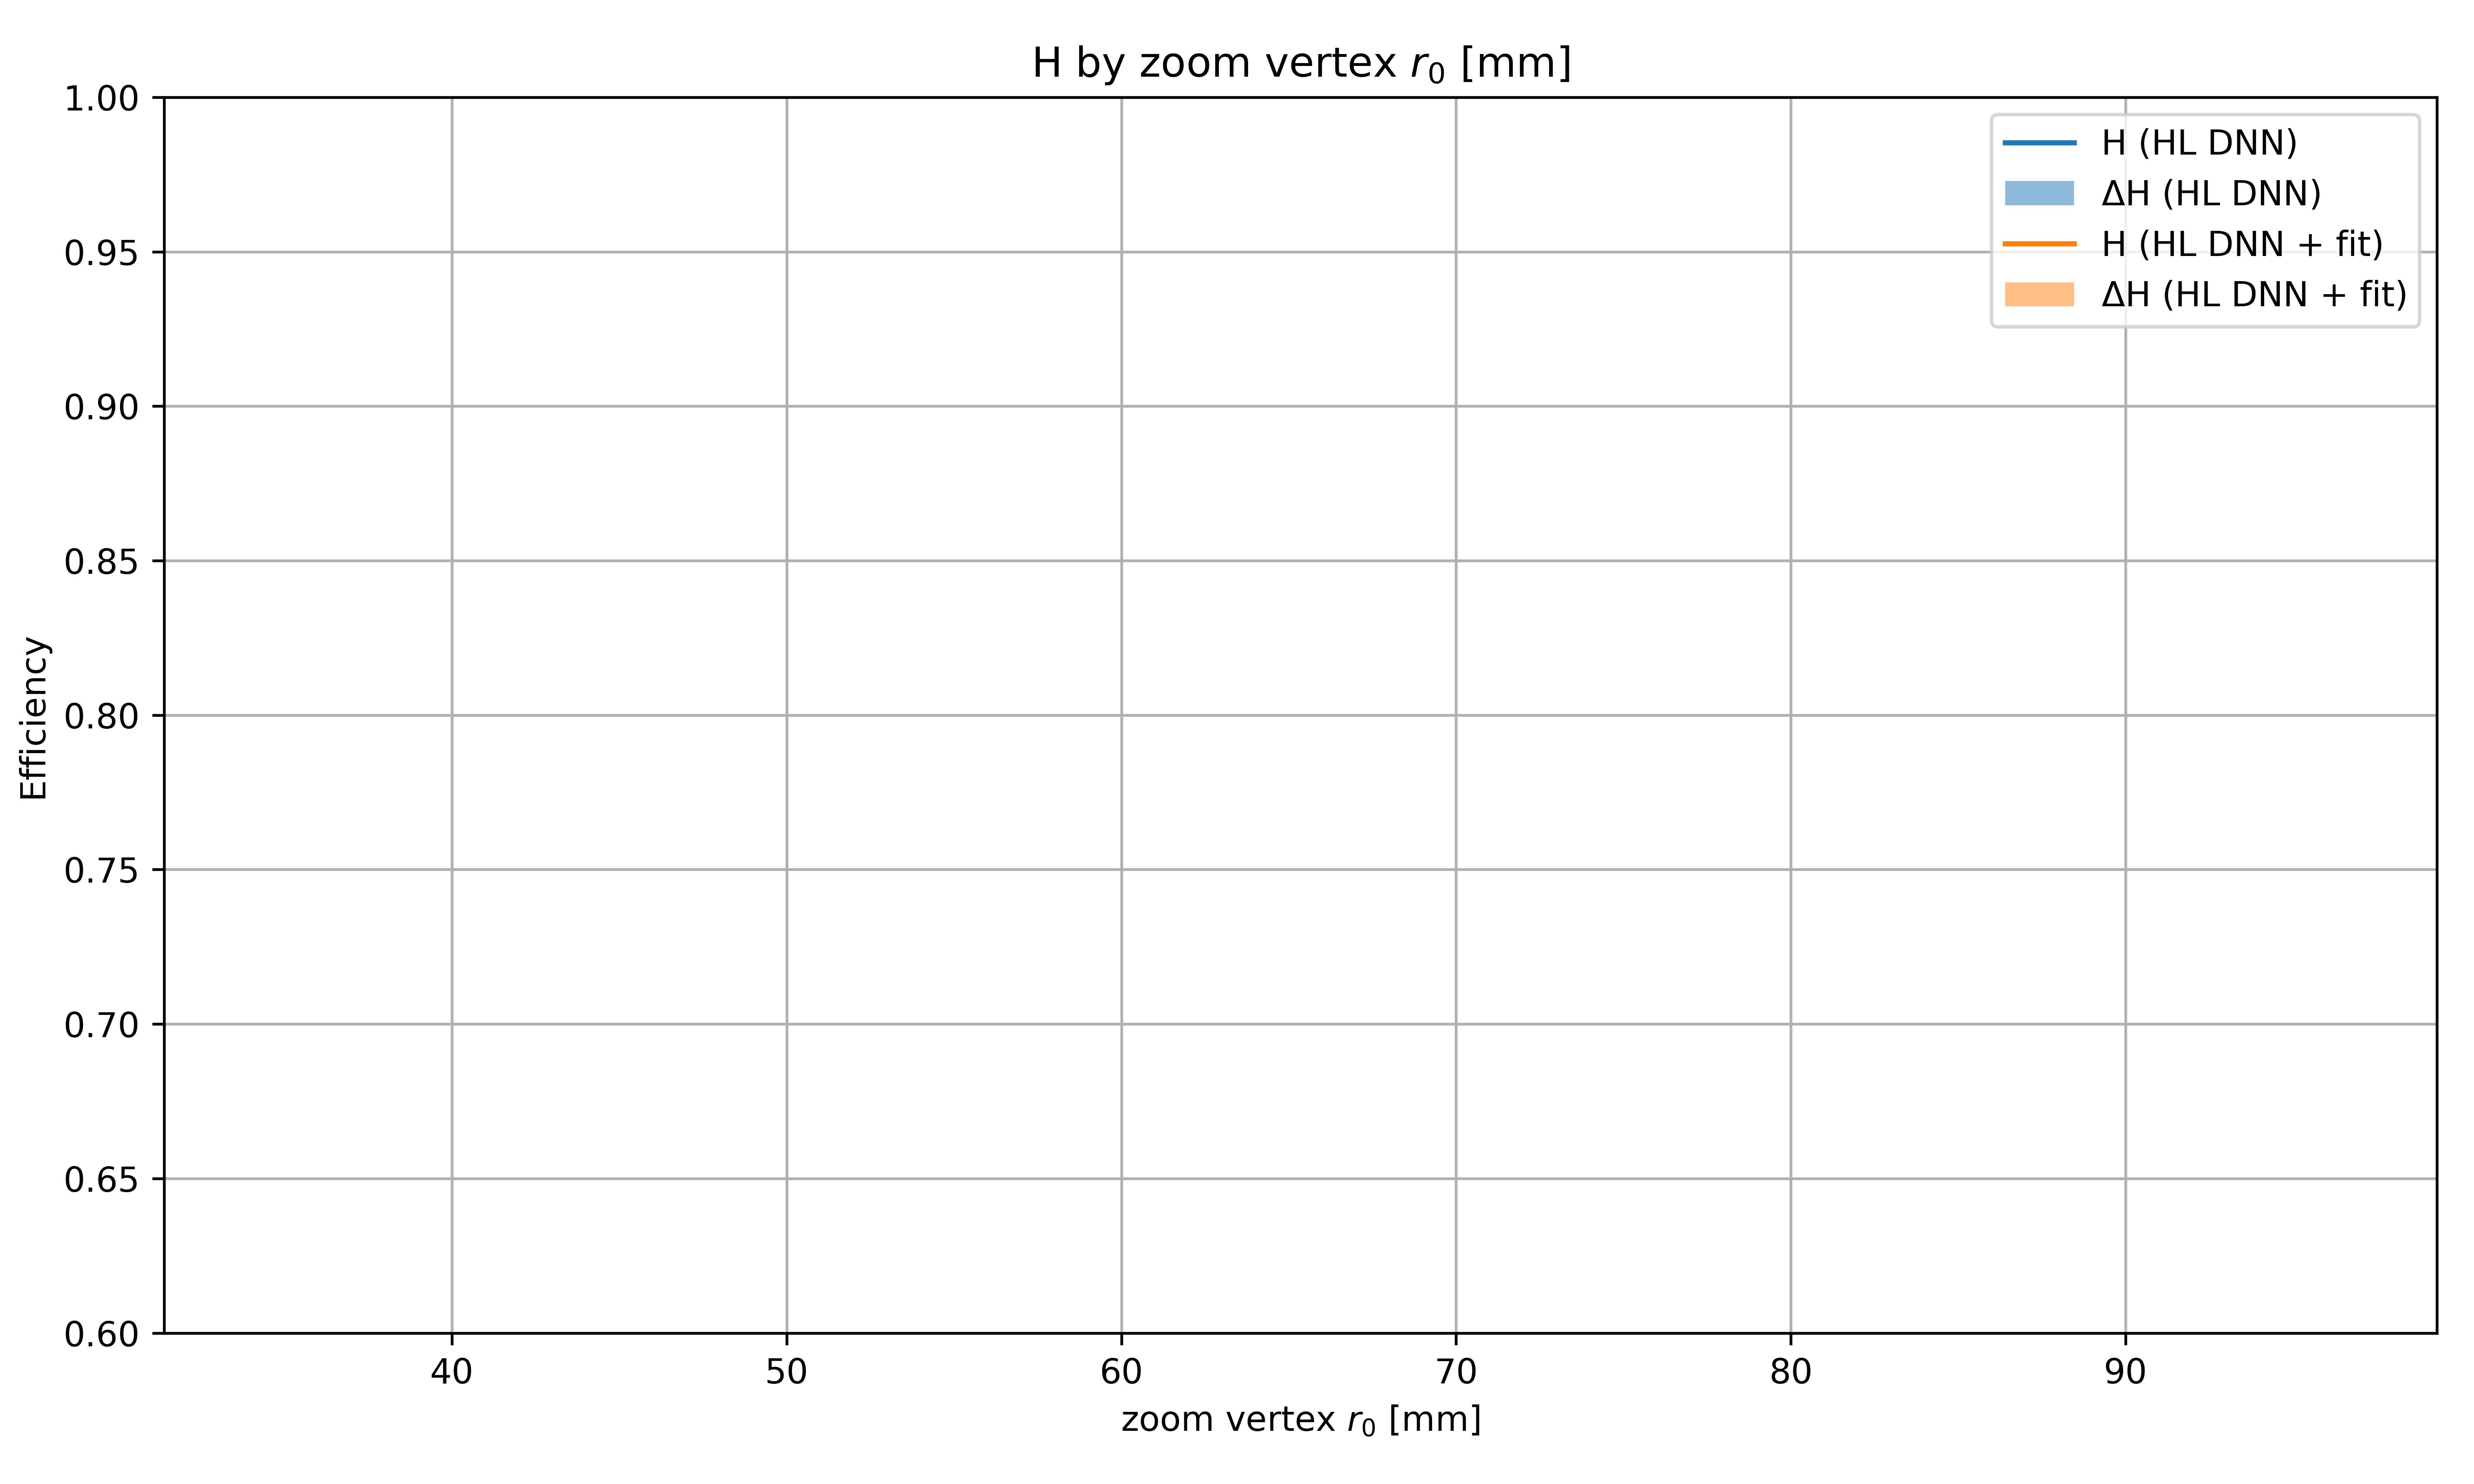 H by zoom vertex r₀ [mm]
1.00
0.95
0.90
0.85
0.80
0.75
0.70
0.65
0.60
Efficiency
H (HL DNN)
ΔH (HL DNN)
H (HL DNN + fit)
ΔH (HL DNN + fit)
40 50 60 70 80 90
zoom vertex r₀ [mm]